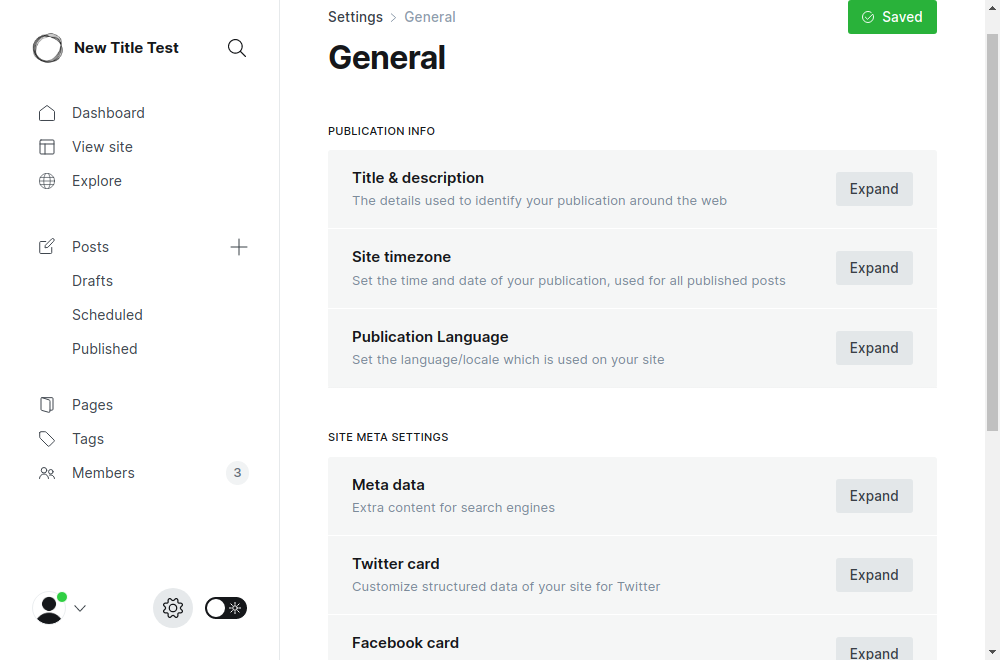 New Title Test
Dashboard
View site
Explore
Posts
Drafts
Scheduled
Published
Pages
Tags
Members
3
Settings > General
Saved
General
PUBLICATION INFO
Title & description
The details used to identify your publication around the web
Expand
Site timezone
Set the time and date of your publication, used for all published posts
Expand
Publication Language
Set the language/locale which is used on your site
Expand
SITE META SETTINGS
Meta data
Extra content for search engines
Expand
Twitter card
Customize structured data of your site for Twitter
Expand
Facebook card
Expand